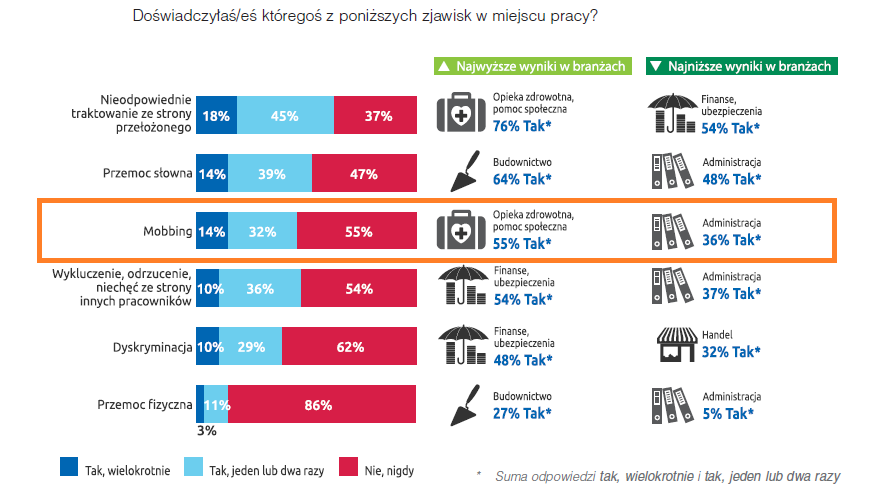 Doświadczyłaś/eś któregoś z poniższych zjawisk w miejscu pracy?
▲ Najwyższe wyniki w branżach
▼ Najniższe wyniki w branżach
Nieodpowiednie
traktowanie ze strony
przełożonego
18% 45% 37%
Opieka zdrowotna,
pomoc społeczna
76% Tak*
Finanse,
ubezpieczenia
54% Tak*
Przemoc słowna
14% 39% 47%
Budownictwo
64% Tak*
Administracja
48% Tak*
Mobbing
14% 32% 55%
Opieka zdrowotna,
pomoc społeczna
55% Tak*
Administracja
36% Tak*
Wykluczenie, odrzucenie,
niechęć ze strony
innych pracowników
10% 36% 54%
Finanse,
ubezpieczenia
54% Tak*
Administracja
37% Tak*
Dyskryminacja
10% 29% 62%
Finanse,
ubezpieczenia
48% Tak*
Handel
32% Tak*
Przemoc fizyczna
3% 11% 86%
Budownictwo
27% Tak*
Administracja
5% Tak*
Tak, wielokrotnie
Tak, jeden lub dwa razy
Nie, nigdy
* Suma odpowiedzi tak, wielokrotnie i tak, jeden lub dwa razy